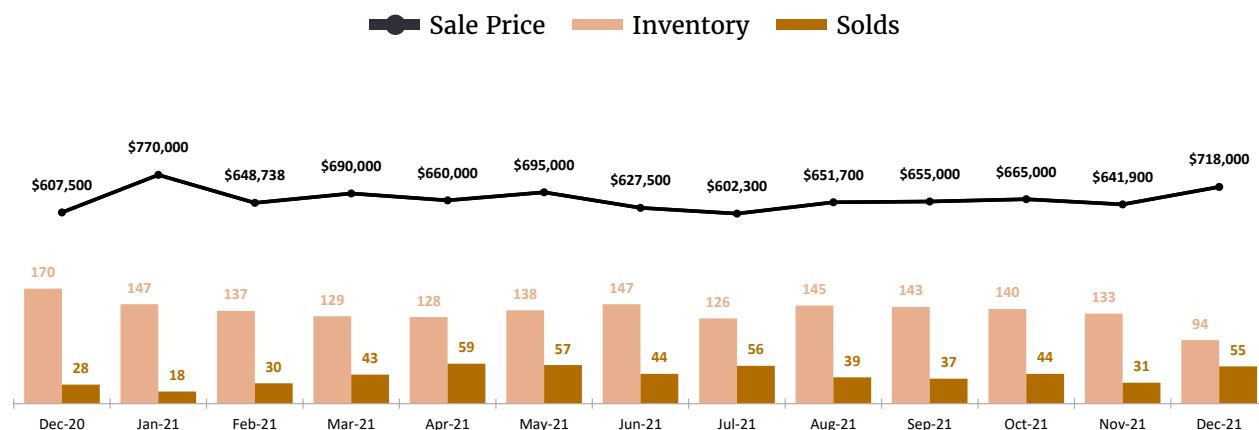 Sale Price Inventory Solds
$607,500 $770,000 $648,738 $690,000 $660,000 $695,000 $627,500 $602,300 $651,700 $655,000 $665,000 $641,900 $718,000
170 147 137 129 128 138 147 126 145 143 140 133 94
28 18 30 43 59 57 44 56 39 37 44 31 55
Dec-20 Jan-21 Feb-21 Mar-21 Apr-21 May-21 Jun-21 Jul-21 Aug-21 Sep-21 Oct-21 Nov-21 Dec-21